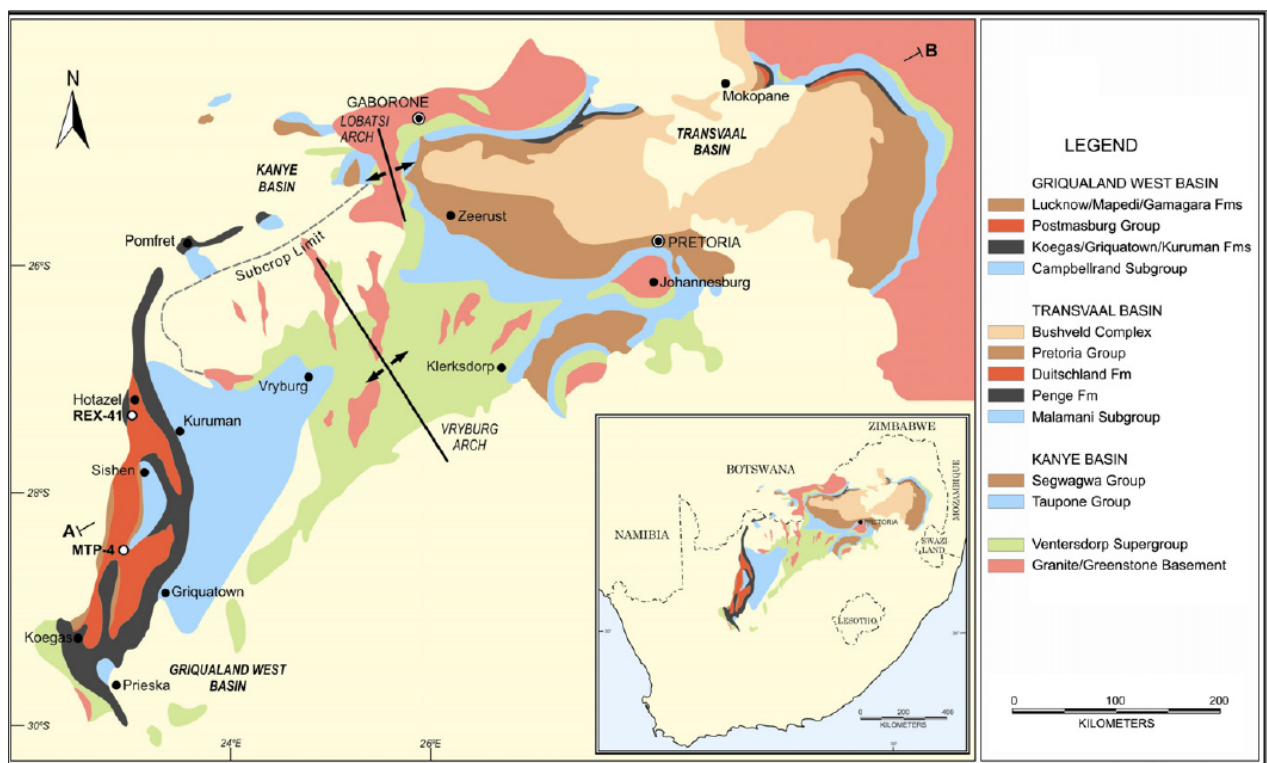 N
GABORONE
LOBATSI
ARCH
KANYE
BASIN
TRANSVAAL
BASIN
Mokopane
B
Zeerust
Pomfret
Subcrop Limit
PRETORIA
Johannesburg
26°S
Klerksdorp
Vryburg
Hotazel
REX-41
Kuruman
VRYBURG
ARCH
Sishen
28°S
A
MTP-4
Griquatown
Koegas
GRIQUALAND WEST
BASIN
Prieska
30°S
24°E
26°E
ZIMBABWE
BOTSWANA
MOZAMBIQUE
NAMIBIA
PRETORIA
SWAZI
LAND
LESOTHO
0 200 400
KILOMETERS
LEGEND
GRIQUALAND WEST BASIN
Lucknow/Mapedi/Gamagara Fms
Postmasburg Group
Koegas/Griquatown/Kuruman Fms
Campbellrand Subgroup
TRANSVAAL BASIN
Bushveld Complex
Pretoria Group
Duitschland Fm
Penge Fm
Malamani Subgroup
KANYE BASIN
Segwagwa Group
Taupone Group
Ventersdorp Supergroup
Granite/Greenstone Basement
0 100 200
KILOMETERS